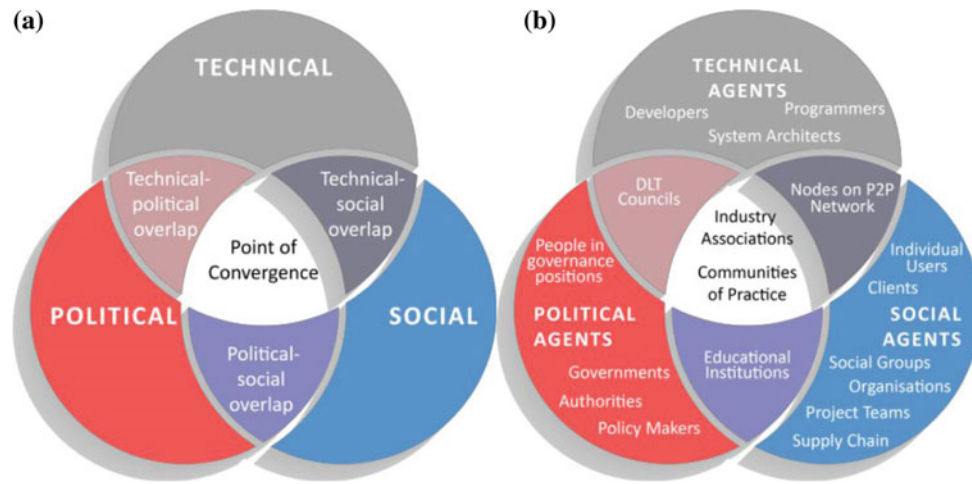 (a)
TECHNICAL
Technical-
political
overlap
Technical-
social
overlap
Point of
Convergence
POLITICAL
SOCIAL
Political-
social
overlap
(b)
TECHNICAL
AGENTS
Developers
Programmers
System Architects
DLT
Councils
Nodes on P2P
Network
Industry
Associations
Communities
of Practice
People in
governance
positions
Individual
Users
Clients
POLITICAL
AGENTS
SOCIAL
AGENTS
Governments
Authorities
Policy Makers
Educational
Institutions
Social Groups
Organisations
Project Teams
Supply Chain